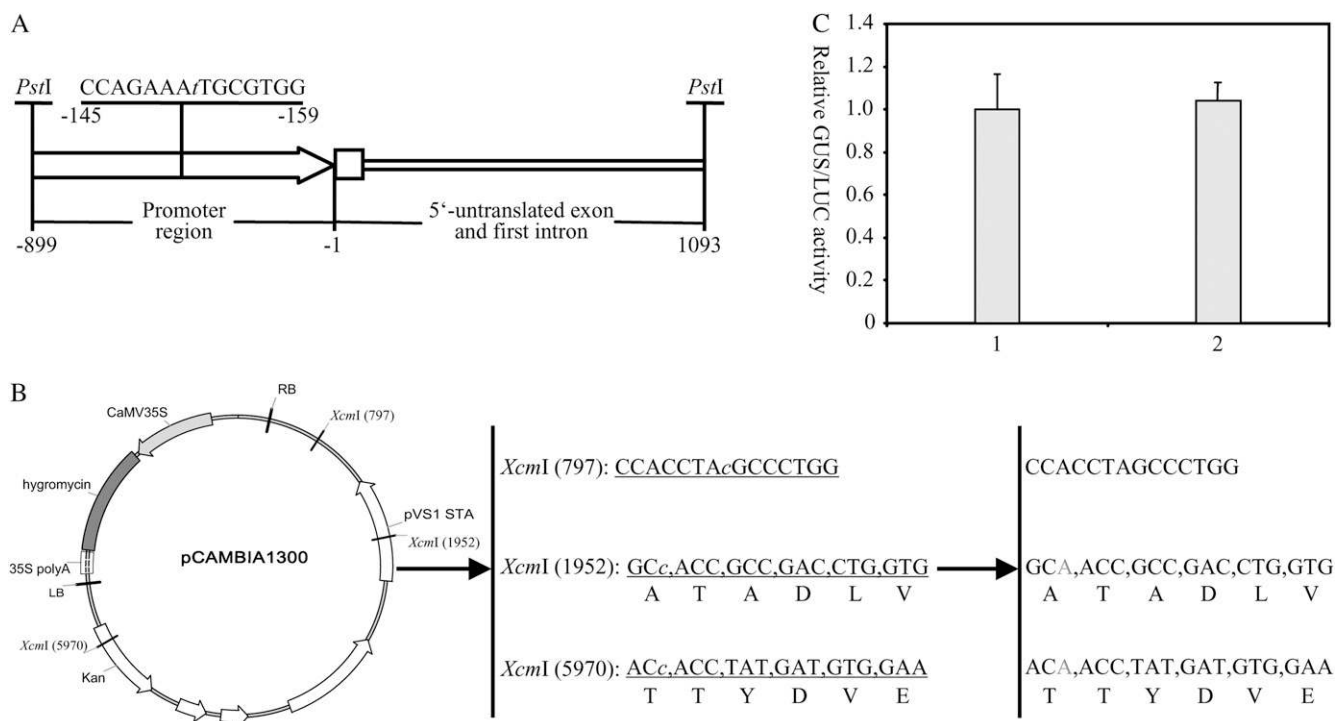 A
PstI
CCAGAAAtTGCGTGG
PstI
-145
-159
Promoter
region
5‘-untranslated exon
and first intron
-899
-1
1093
C
Relative GUS/LUC activity
1.4
1.2
1.0
0.8
0.6
0.4
0.2
0
1
2
B
RB
CaMV35S
XcmI (797)
hygromycin
pVS1 STA
XcmI (1952)
pCAMBIA1300
35S polyA
LB
XcmI (5970)
Kan
XcmI (797): CCACCTAcGCCCTGG
XcmI (1952): GCc,ACC,GCC,GAC,CTG,GTG
A T A D L V
XcmI (5970): ACc,ACC,TAT,GAT,GTG,GAA
T T Y D V E
CCACCTAGCCCTGG
GCA,ACC,GCC,GAC,CTG,GTG
A T A D L V
ACA,ACC,TAT,GAT,GTG,GAA
T T Y D V E